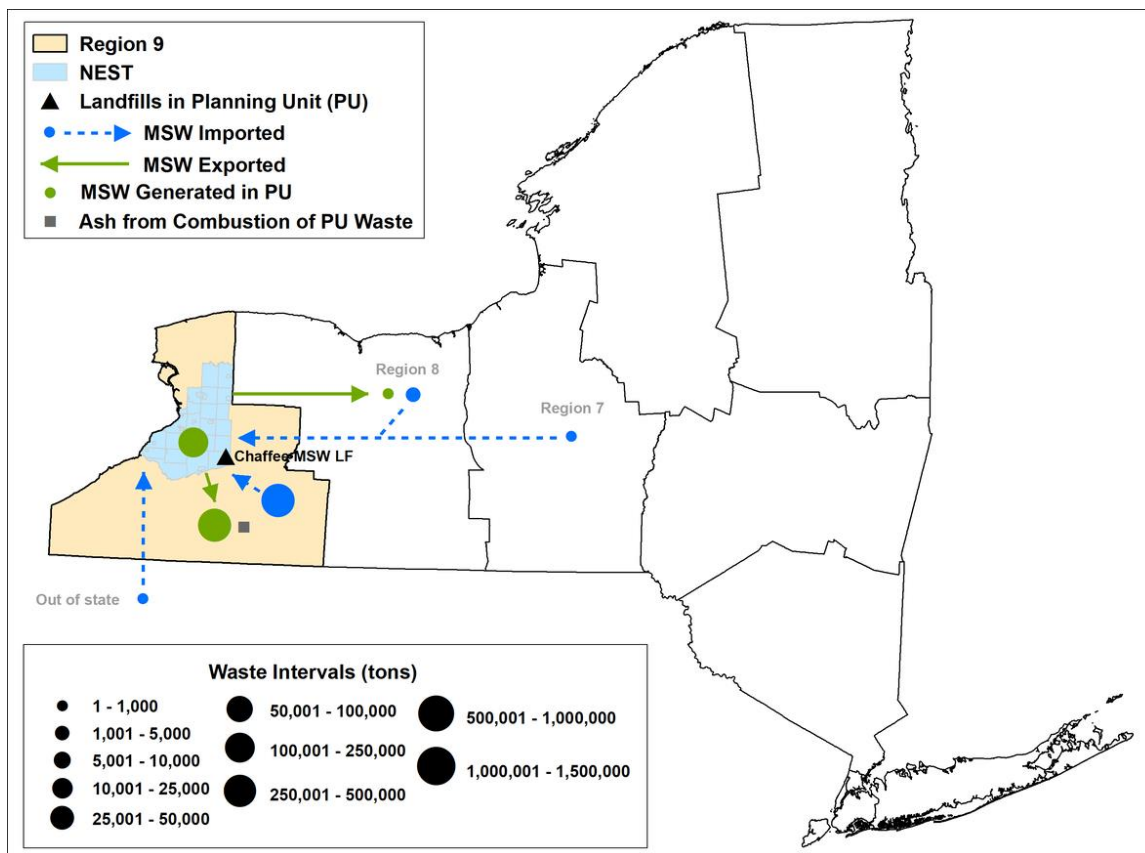 Region 9
NEST
Landfills in Planning Unit (PU)
MSW Imported
MSW Exported
MSW Generated in PU
Ash from Combustion of PU Waste
Region 8
Region 7
Chaffee MSW LF
Out of state
Waste Intervals (tons)
1 - 1,000
1,001 - 5,000
5,001 - 10,000
10,001 - 25,000
25,001 - 50,000
50,001 - 100,000
100,001 - 250,000
250,001 - 500,000
500,001 - 1,000,000
1,000,001 - 1,500,000